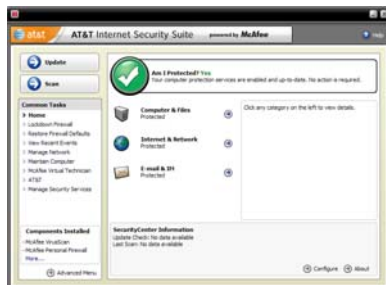 at&t AT&T Internet Security Suite powered by McAfee Help
Update
Scan
Common Tasks
Home
Lockdown Firewall
Restore Firewall Defaults
View Recent Events
Manage Network
Maintain Computer
McAfee Virtual Technician
AT&T
Manage Security Services
Components Installed
McAfee VirusScan
McAfee Personal Firewall
More...
Advanced Menu
Am I Protected? Yes
Your computer protection services are enabled and up-to-date. No action is required.
Computer & Files
Protected
Internet & Network
Protected
E-mail & IM
Protected
Click any category on the left to view details.
SecurityCenter Information
Update Check: No data available
Last Scan: No data available
Configure About